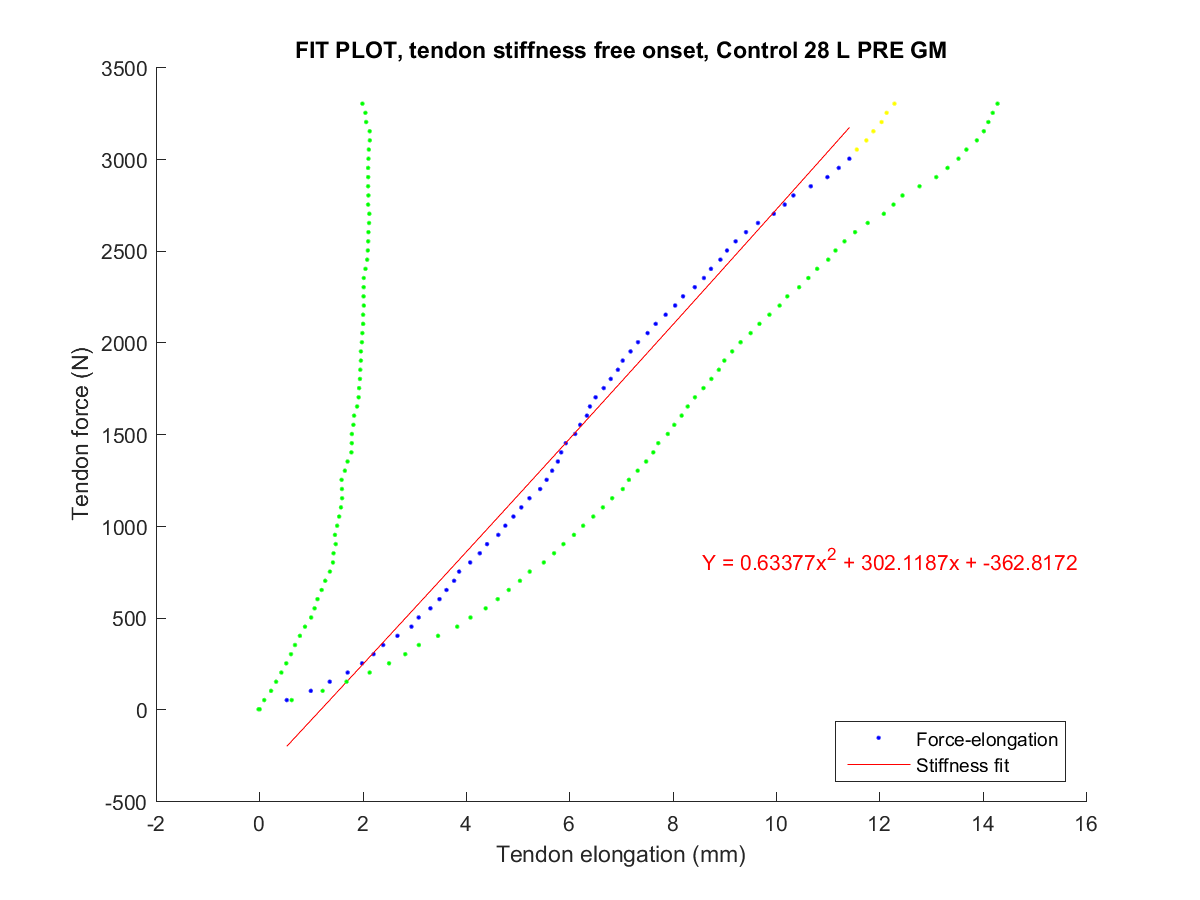 FIT PLOT, tendon stiffness free onset, Control 28 L PRE GM
3500
3000
2500
2000
1500
1000
500
0
-500
Tendon force (N)
Y = 0.63377x² + 302.1187x + -362.8172
Force-elongation
Stiffness fit
-2 0 2 4 6 8 10 12 14 16
Tendon elongation (mm)